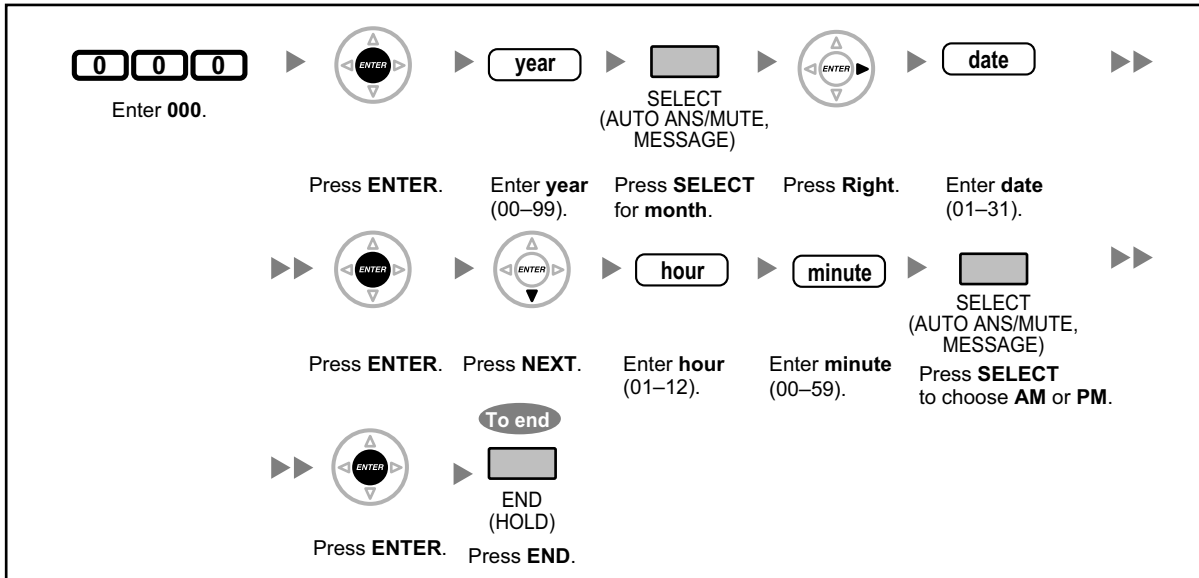 0 0 0
ENTER
year
SELECT
(AUTO ANS/MUTE,
MESSAGE)
ENTER
date
Enter 000.
Press ENTER.
Enter year
(00–99).
Press SELECT
for month.
Press Right.
Enter date
(01–31).
ENTER
ENTER
hour
minute
SELECT
(AUTO ANS/MUTE,
MESSAGE)
Press ENTER.
Press NEXT.
Enter hour
(01–12).
Enter minute
(00–59).
Press SELECT
to choose AM or PM.
ENTER
To end
END
(HOLD)
Press ENTER.
Press END.